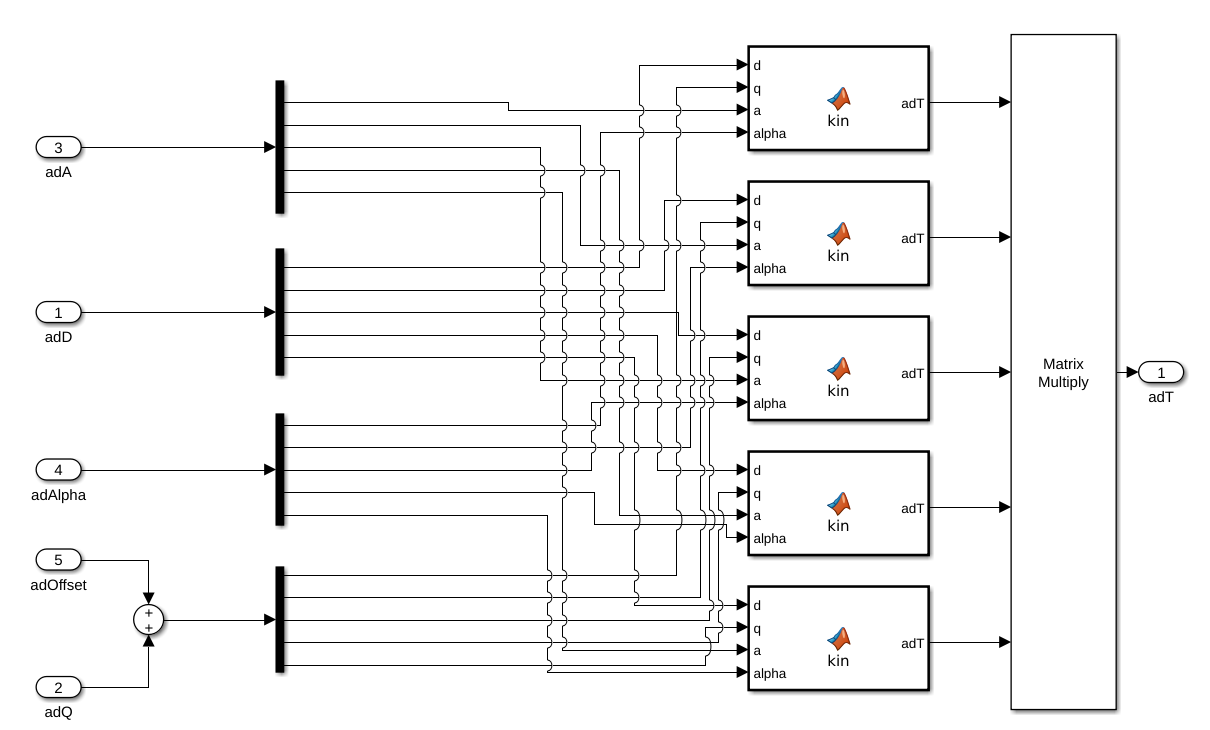 d
q
a
alpha
kin
adT
3
adA
d
q
a
alpha
kin
adT
1
adD
d
q
a
alpha
kin
adT
Matrix
Multiply
1
adT
4
adAlpha
d
q
a
alpha
kin
adT
5
adOffset
+
+
d
q
a
alpha
kin
adT
2
adQ